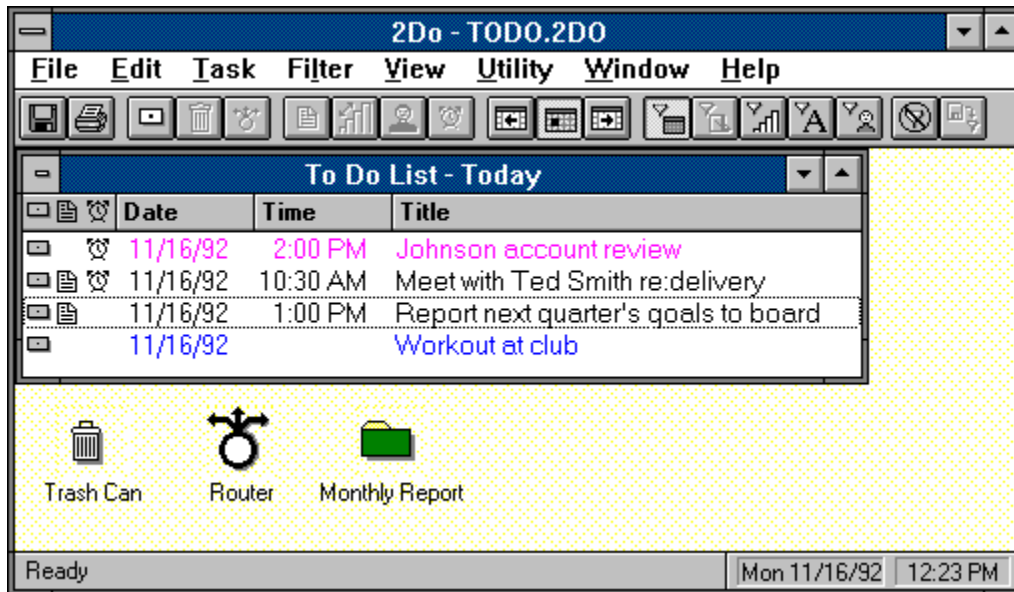 2Do - TODO.2DO
File Edit Task Filter View Utility Window Help
To Do List - Today
Date Time Title
11/16/92 2:00 PM Johnson account review
11/16/92 10:30 AM Meet with Ted Smith re:delivery
11/16/92 1:00 PM Report next quarter's goals to board
11/16/92 Workout at club
Trash Can Router Monthly Report
Ready Mon 11/16/92 12:23 PM